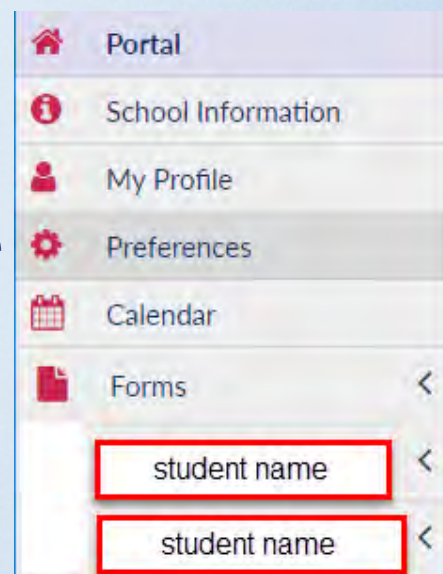 Portal
School Information
My Profile
Preferences
Calendar
Forms
student name
student name